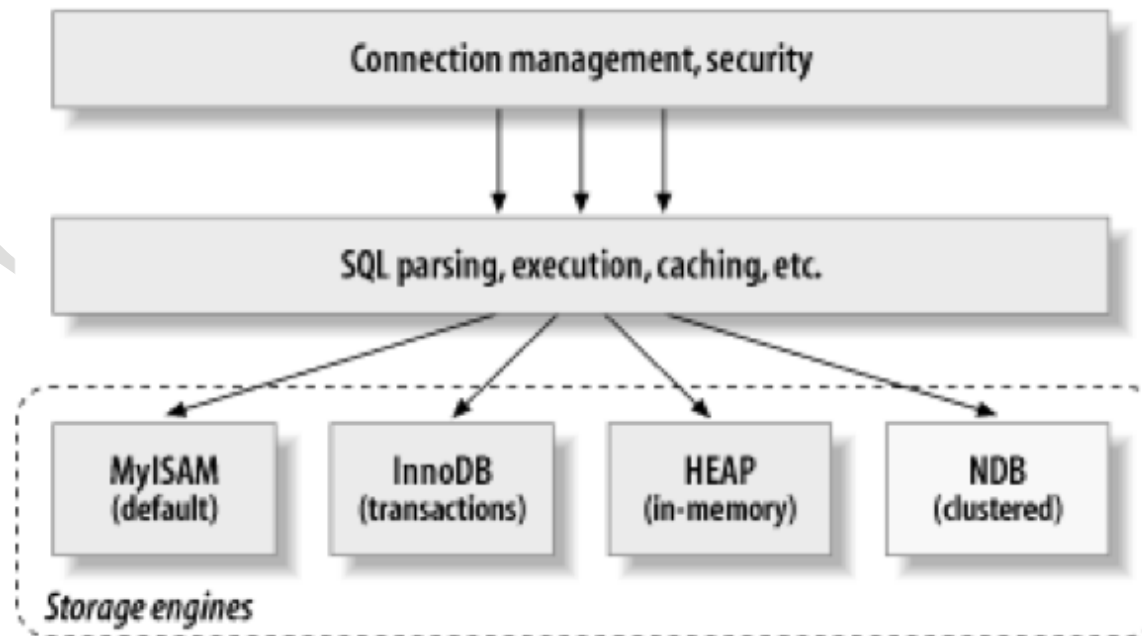 Connection management, security
SQL parsing, execution, caching, etc.
MyISAM
(default)
InnoDB
(transactions)
HEAP
(in-memory)
NDB
(clustered)
Storage engines